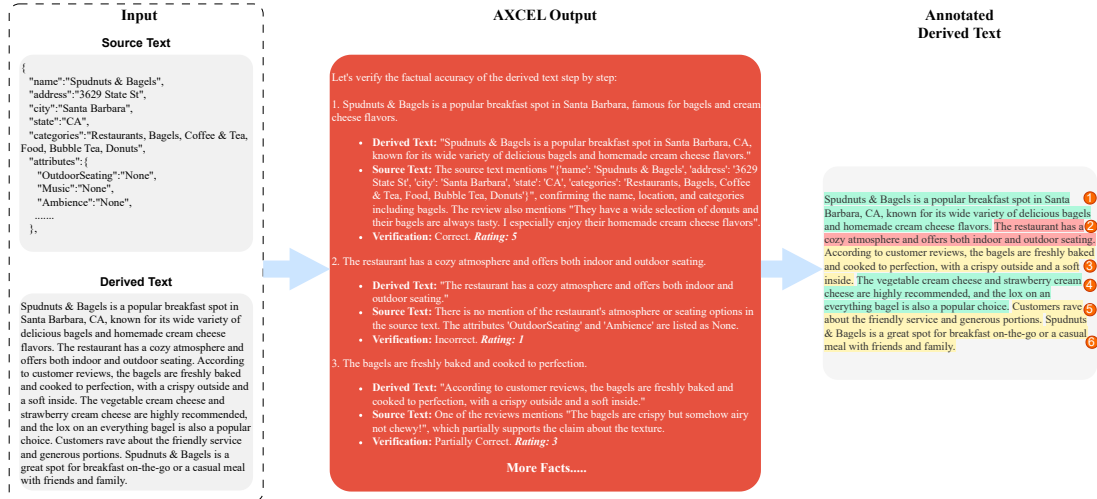 Input
Source Text
{
"name":"Spudnuts & Bagels",
"address":"3629 State St",
"city":"Santa Barbara",
"state":"CA",
"categories":"Restaurants, Bagels, Coffee & Tea,
Food, Bubble Tea, Donuts",
"attributes":{
"OutdoorSeating":"None",
"Music":"None",
"Ambience":"None",
.......
},
Derived Text
Spudnuts & Bagels is a popular breakfast spot in
Santa Barbara, CA, known for its wide variety of
delicious bagels and homemade cream cheese
flavors. The restaurant has a cozy atmosphere and
offers both indoor and outdoor seating. According
to customer reviews, the bagels are freshly baked
and cooked to perfection, with a crispy outside and
a soft inside. The vegetable cream cheese and
strawberry cream cheese are highly recommended,
and the lox on an everything bagel is also a popular
choice. Customers rave about the friendly service
and generous portions. Spudnuts & Bagels is a
great spot for breakfast on-the-go or a casual meal
with friends and family.
AXCEL Output
Let's verify the factual accuracy of the derived text step by step:
1. Spudnuts & Bagels is a popular breakfast spot in Santa Barbara, famous for bagels and cream
cheese flavors.
• Derived Text: "Spudnuts & Bagels is a popular breakfast spot in Santa Barbara, CA,
known for its wide variety of delicious bagels and homemade cream cheese flavors."
• Source Text: The source text mentions "{'name': 'Spudnuts & Bagels', 'address': '3629
State St', 'city': 'Santa Barbara', 'state': 'CA', 'categories': 'Restaurants, Bagels, Coffee
& Tea, Food, Bubble Tea, Donuts'}", confirming the name, location, and categories
including bagels. The review also mentions "They have a wide selection of donuts and
their bagels are always tasty. I especially enjoy their homemade cream cheese flavors".
• Verification: Correct. Rating: 5
2. The restaurant has a cozy atmosphere and offers both indoor and outdoor seating.
• Derived Text: "The restaurant has a cozy atmosphere and offers both indoor and
outdoor seating."
• Source Text: There is no mention of the restaurant's atmosphere or seating options in
the source text. The attributes 'OutdoorSeating' and 'Ambience' are listed as None.
• Verification: Incorrect. Rating: 1
3. The bagels are freshly baked and cooked to perfection.
• Derived Text: "According to customer reviews, the bagels are freshly baked and
cooked to perfection, with a crispy outside and a soft inside."
• Source Text: One of the reviews mentions "The bagels are crispy but somehow airy
not chewy!", which partially supports the claim about the texture.
• Verification: Partially Correct. Rating: 3
More Facts.....
Annotated
Derived Text
Spudnuts & Bagels is a popular breakfast spot in Santa 1
Barbara, CA, known for its wide variety of delicious bagels
and homemade cream cheese flavors. The restaurant has a 2
cozy atmosphere and offers both indoor and outdoor seating.
According to customer reviews, the bagels are freshly baked
and cooked to perfection, with a crispy outside and a soft 3
inside. The vegetable cream cheese and strawberry cream 4
cheese are highly recommended, and the lox on an
everything bagel is also a popular choice. Customers rave 5
about the friendly service and generous portions. Spudnuts
& Bagels is a great spot for breakfast on-the-go or a casual 6
meal with friends and family.